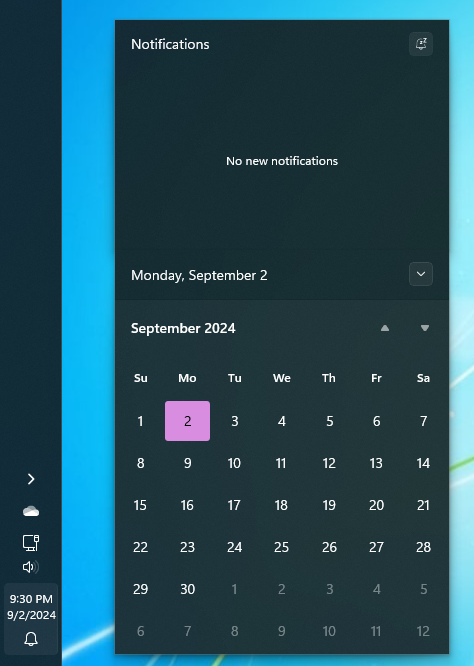 Notifications
No new notifications
Monday, September 2
September 2024
Su Mo Tu We Th Fr Sa
1 2 3 4 5 6 7
8 9 10 11 12 13 14
15 16 17 18 19 20 21
22 23 24 25 26 27 28
29 30 1 2 3 4 5
6 7 8 9 10 11 12
9:30 PM
9/2/2024